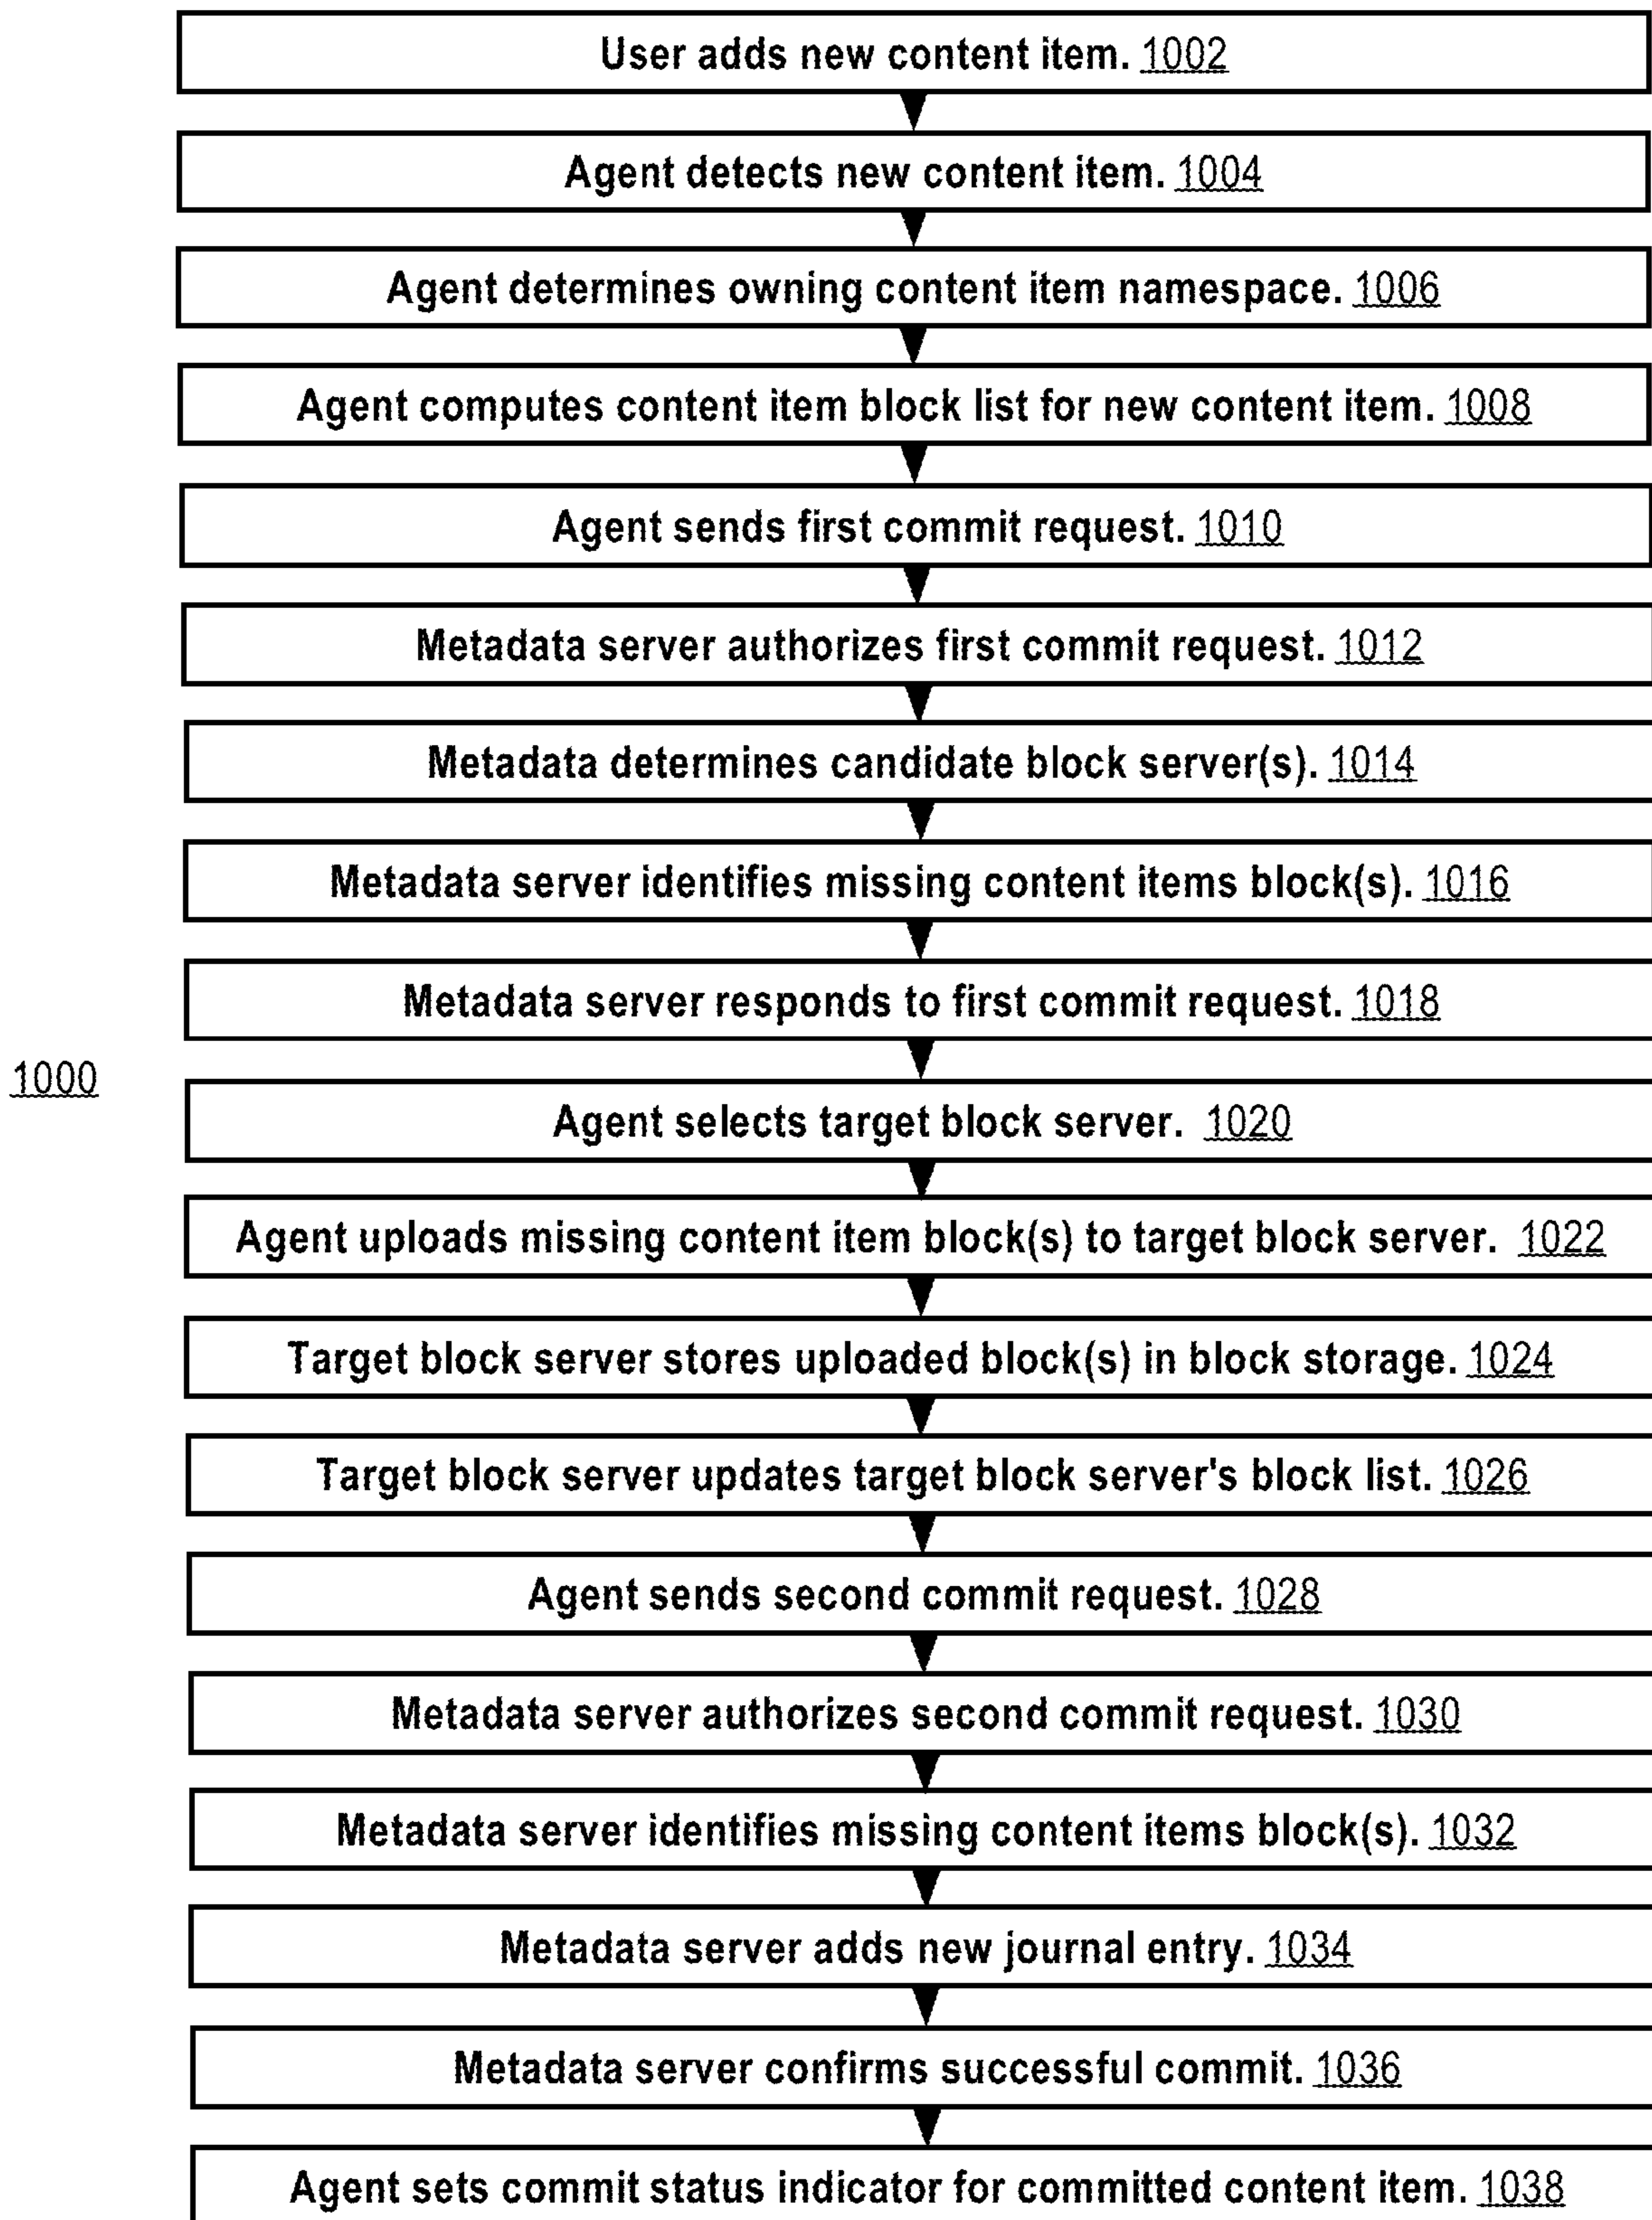 User adds new content item. 1002
Agent detects new content item. 1004
Agent determines owning content item namespace. 1006
Agent computes content item block list for new content item. 1008
Agent sends first commit request. 1010
Metadata server authorizes first commit request. 1012
Metadata determines candidate block server(s). 1014
Metadata server identifies missing content items block(s). 1016
Metadata server responds to first commit request. 1018
1000
Agent selects target block server. 1020
Agent uploads missing content item block(s) to target block server. 1022
Target block server stores uploaded block(s) in block storage. 1024
Target block server updates target block server's block list. 1026
Agent sends second commit request. 1028
Metadata server authorizes second commit request. 1030
Metadata server identifies missing content items block(s). 1032
Metadata server adds new journal entry. 1034
Metadata server confirms successful commit. 1036
Agent sets commit status indicator for committed content item. 1038